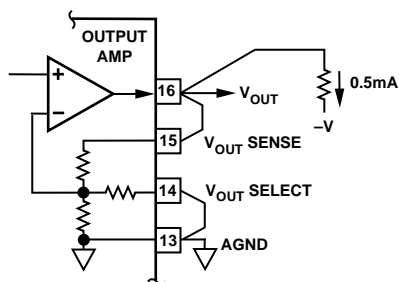 OUTPUT
AMP
+
–
16
V_OUT
0.5mA
–V
15
V_OUT SENSE
14
V_OUT SELECT
13
AGND